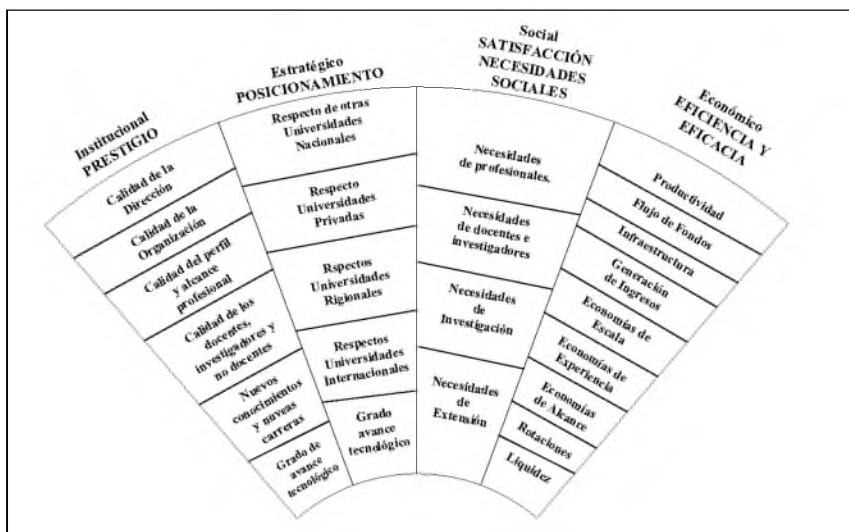 Institucional
PRESTIGIO
Calidad de la
Dirección
Calidad de la
Organización
Calidad del perfil
y alcance
profesional
Calidad de los
docentes,
investigadores y
no docentes
Nuevos
conocimientos
y nuveas
carreras
Grado de
avance
tecnológico
Estratégico
POSICIONAMIENTO
Respecto de otras
Universidades
Nacionales
Respecto
Universidades
Privadas
Rspectos
Universidades
Rigionales
Respectos
Universidades
Internacionales
Grado
avance
tecnológico
Social
SATISFACCIÓN
NECESIDADES
SOCIALES
Necesidades
de profesionales.
Necesidades
de docentes e
investigadores
Necesidades
de
Investigación
Necesidades
de
Extensión
Económico
EFICIENCIA Y
EFICACIA
Productividad
Flujo de Fondos
Infraestructura
Generación
de Ingresos
Economías de
Escala
Economías de
Experiencia
Economías
de Alcance
Rotaciones
Liquidez